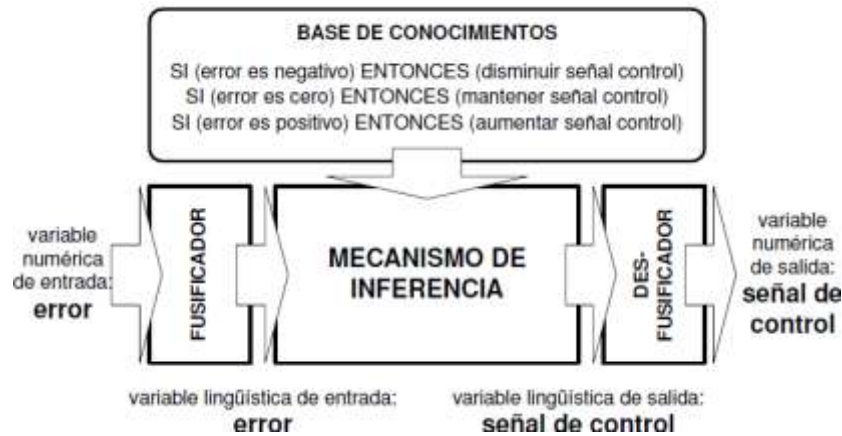 BASE DE CONOCIMIENTOS
SI (error es negativo) ENTONCES (disminuir señal control)
SI (error es cero) ENTONCES (mantener señal control)
SI (error es positivo) ENTONCES (aumentar señal control)
variable
numérica
de entrada:
error
FUSIFICADOR
MECANISMO DE
INFERENCIA
DES-
FUSIFICADOR
variable
numérica
de salida:
señal de
control
variable lingüística de entrada:
error
variable lingüística de salida:
señal de control